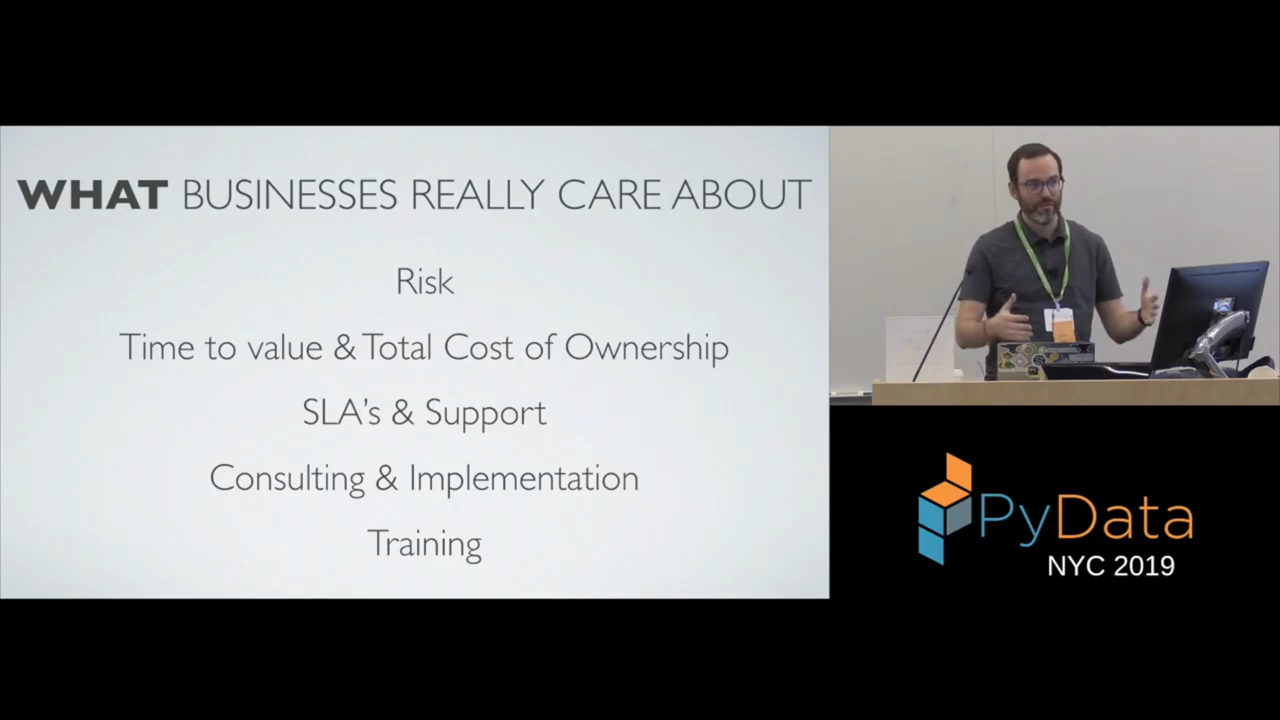 WHAT BUSINESSES REALLY CARE ABOUT
Risk
Time to value & Total Cost of Ownership
SLA's & Support
Consulting & Implementation
Training
PyData
NYC 2019